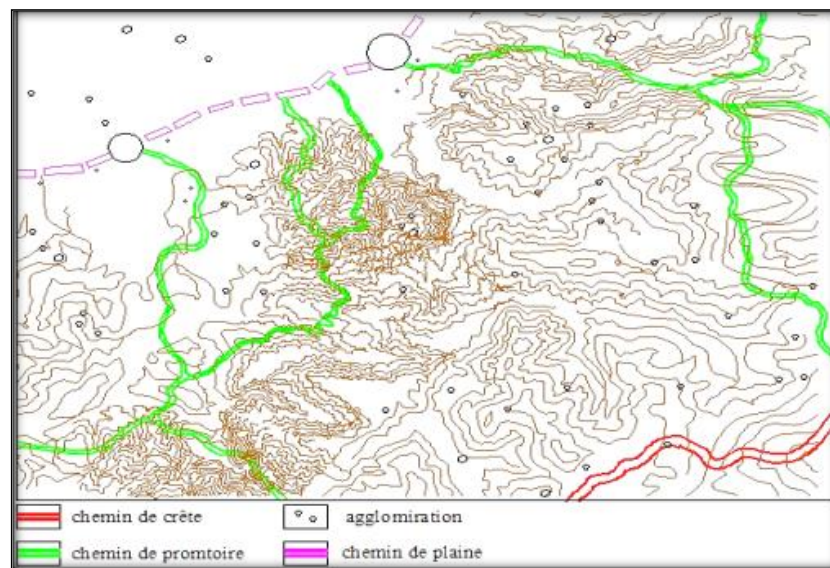 chemin de crête
agglomiration
chemin de promtoire
chemin de plaine